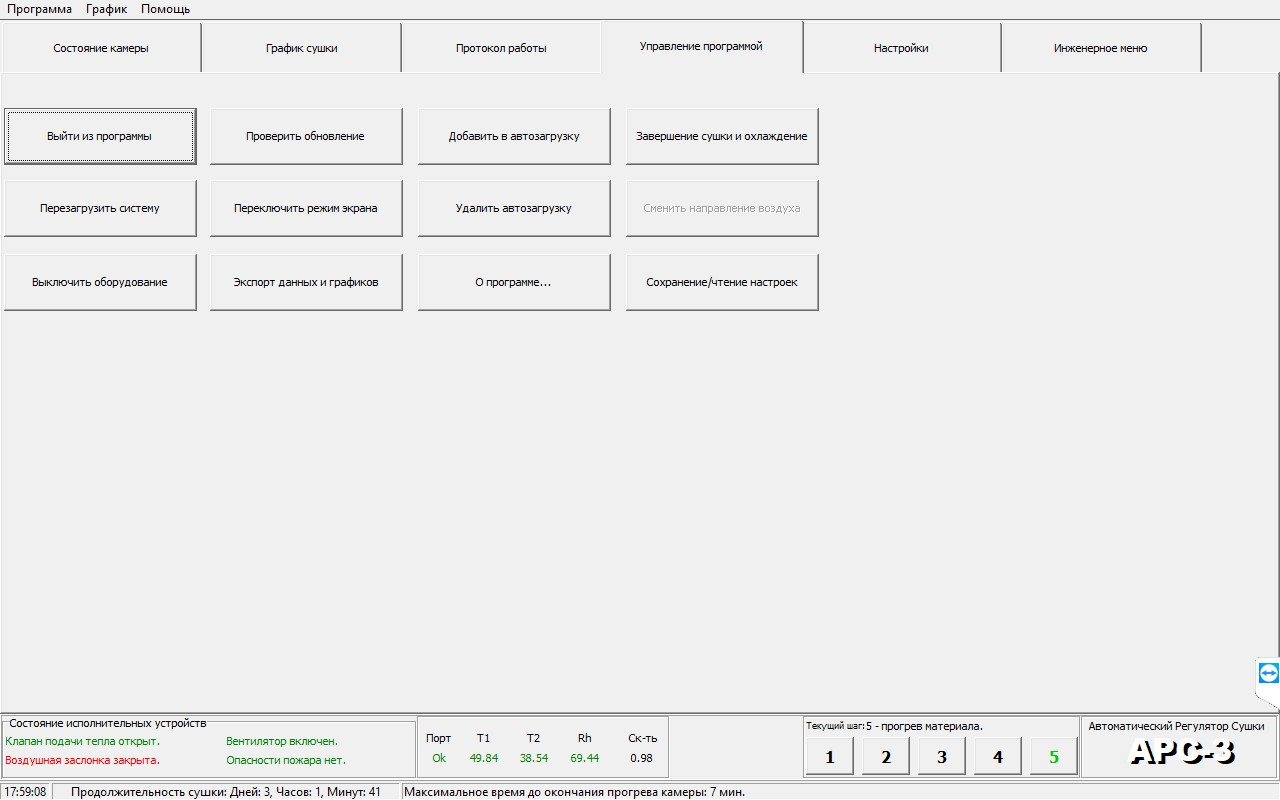 Программа График Помощь
Состояние камеры График сушки Протокол работы Управление программой Настройки Инженерное меню
Выйти из программы Проверить обновление Добавить в автозагрузку Завершение сушки и охлаждение
Перезагрузить систему Переключить режим экрана Удалить автозагрузку Сменить направление воздуха
Выключить оборудование Экспорт данных и графиков О программе... Сохранение/чтение настроек
Состояние исполнительных устройств
Клапан подачи тепла открыт. Вентилятор включен.
Воздушная заслонка закрыта. Опасности пожара нет.
Порт T1 T2 Rh Ск-ть
Ok 49.84 38.54 69.44 0.98
Текущий шаг: 5 - прогрев материала.
1 2 3 4 5
Автоматический Регулятор Сушки
АРС-3
17:59:08 Продолжительность сушки: Дней: 3, Часов: 1, Минут: 41 Максимальное время до окончания прогрева камеры: 7 мин.